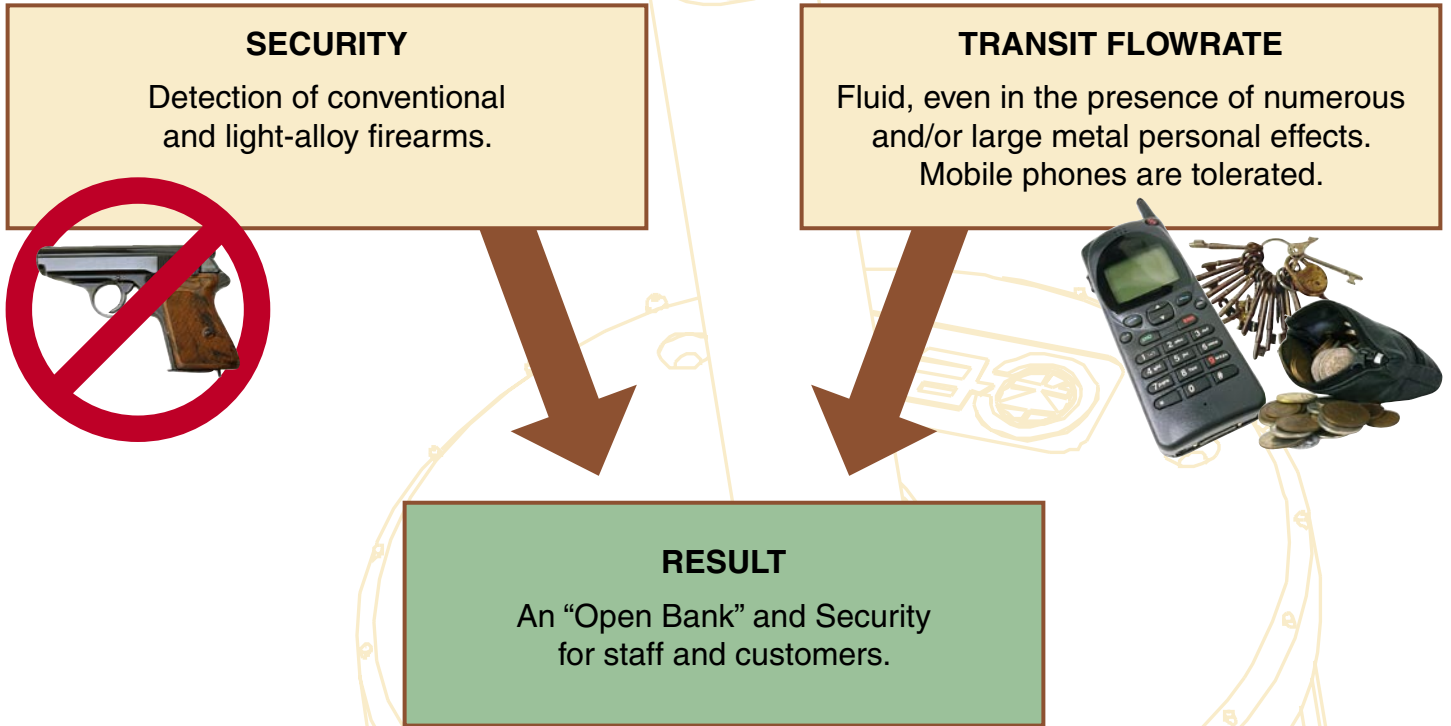 SECURITY
Detection of conventional
and light-alloy firearms.
TRANSIT FLOWRATE
Fluid, even in the presence of numerous
and/or large metal personal effects.
Mobile phones are tolerated.
RESULT
An “Open Bank” and Security
for staff and customers.